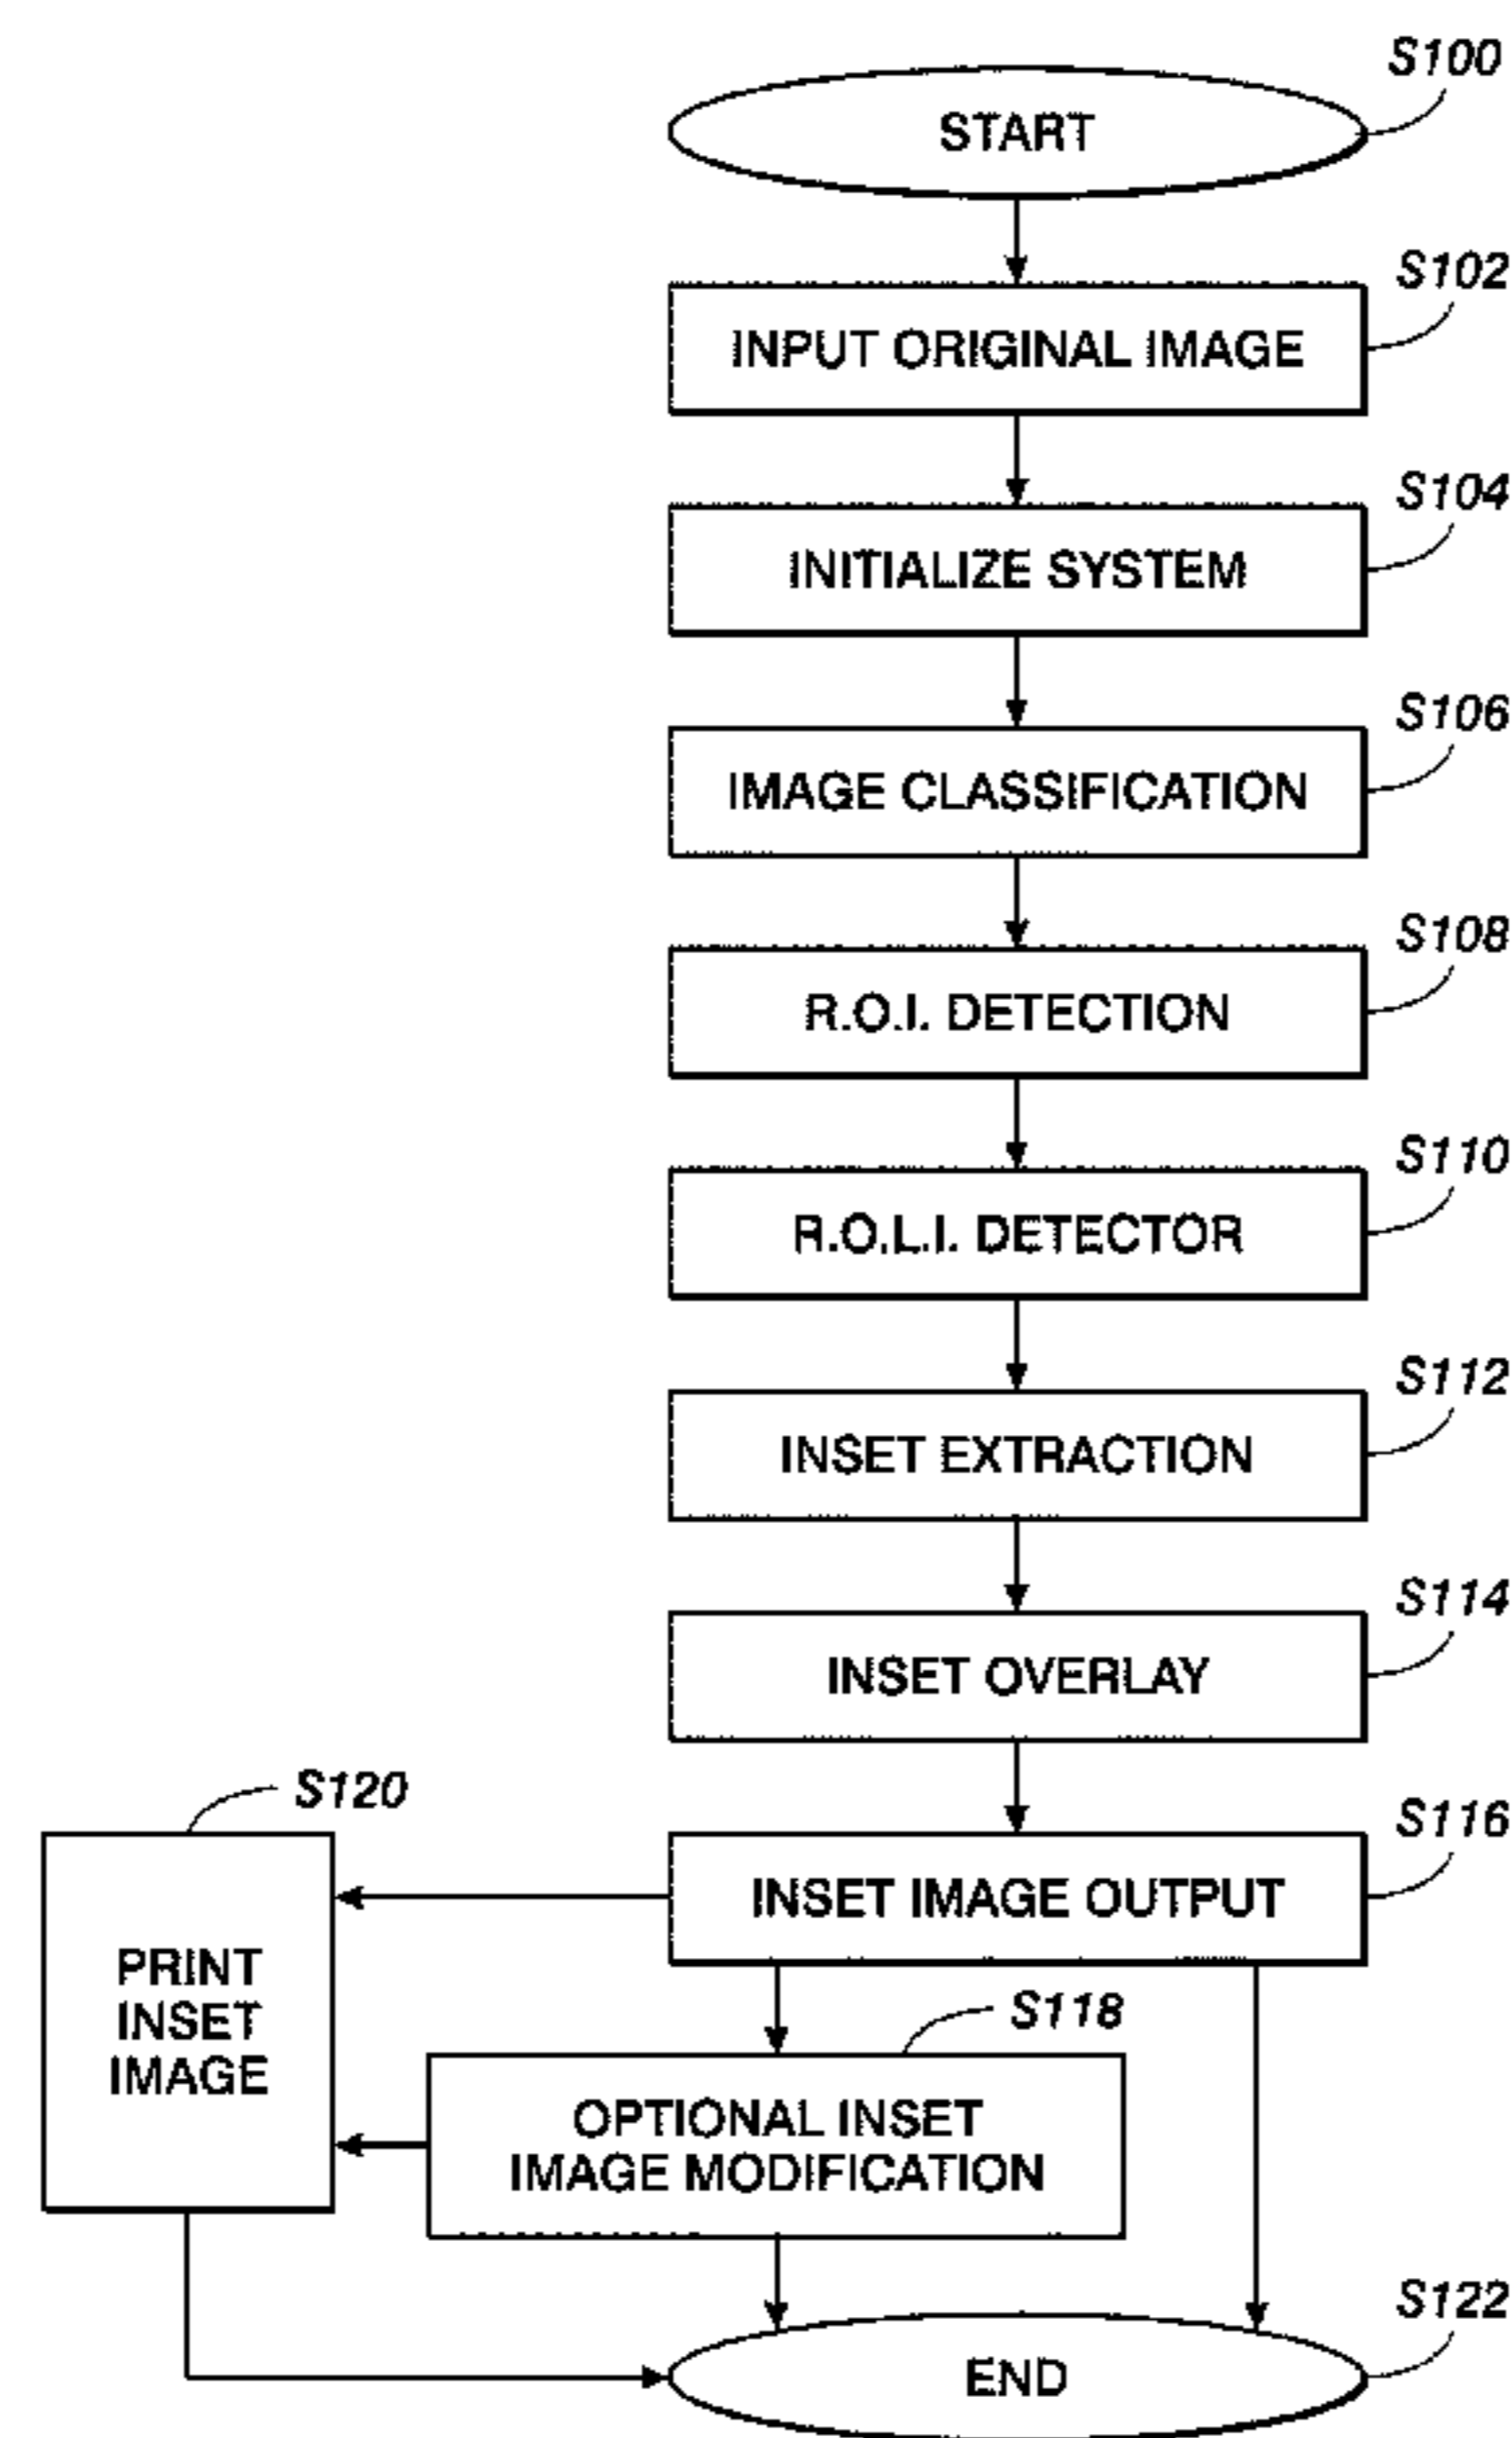 S100
START
S102
INPUT ORIGINAL IMAGE
S104
INITIALIZE SYSTEM
S106
IMAGE CLASSIFICATION
S108
R.O.I. DETECTION
S110
R.O.L.I. DETECTOR
S112
INSET EXTRACTION
S114
INSET OVERLAY
S120
S116
INSET IMAGE OUTPUT
PRINT
INSET
IMAGE
S118
OPTIONAL INSET
IMAGE MODIFICATION
S122
END